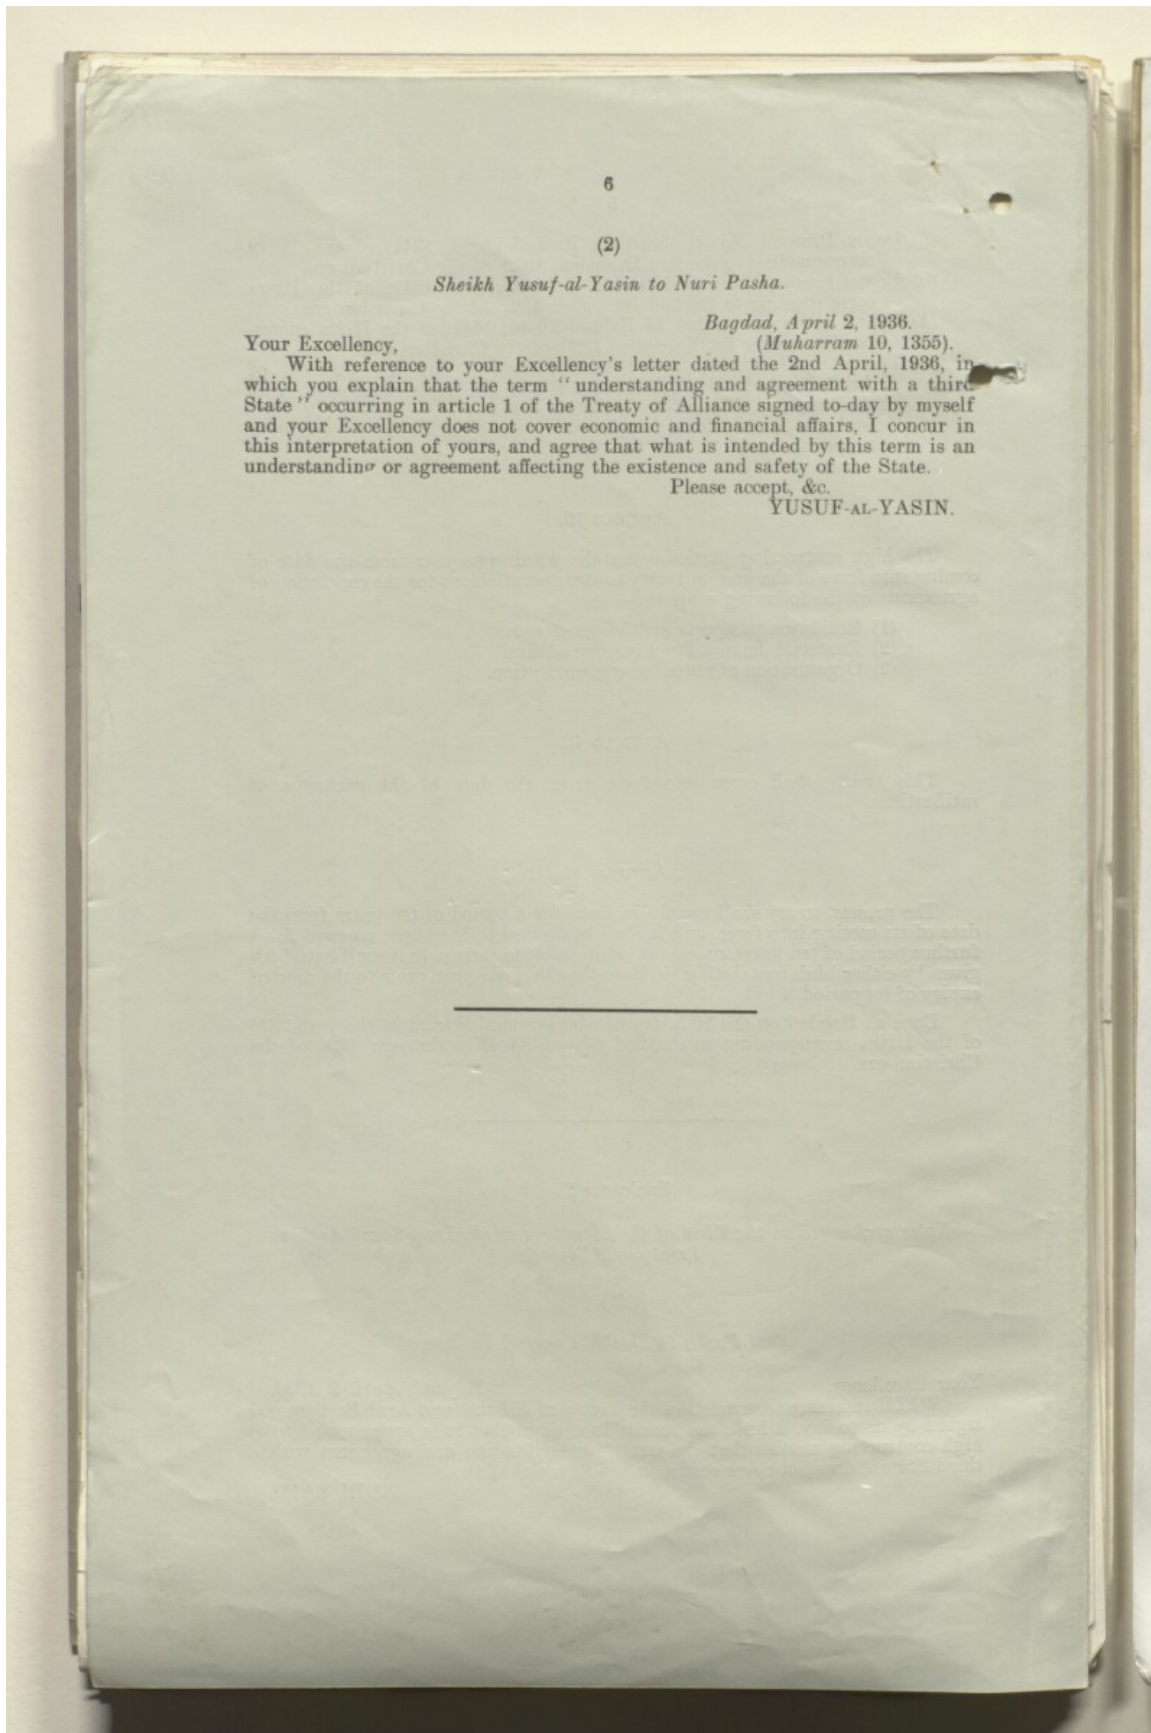 6
(2)
Sheikh Yusuf-al-Yasin to Nuri Pasha.
Bagdad, April 2, 1936.
Your Excellency, (Muharram 10, 1355).
With reference to your Excellency's letter dated the 2nd April, 1936, in
which you explain that the term "understanding and agreement with a third
State" occurring in article 1 of the Treaty of Alliance signed to-day by myself
and your Excellency does not cover economic and financial affairs, I concur in
this interpretation of yours, and agree that what is intended by this term is an
understanding or agreement affecting the existence and safety of the State.
Please accept, &c.
YUSUF-AL-YASIN.